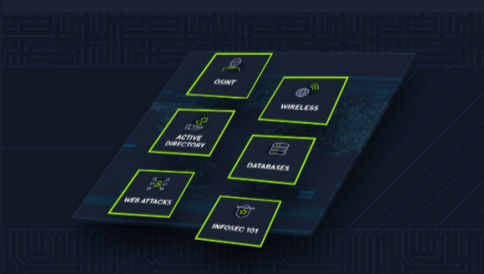 OSINT
WIRELESS
ACTIVE
DIRECTORY
DATABASES
WEB ATTACKS
INFOSEC 101